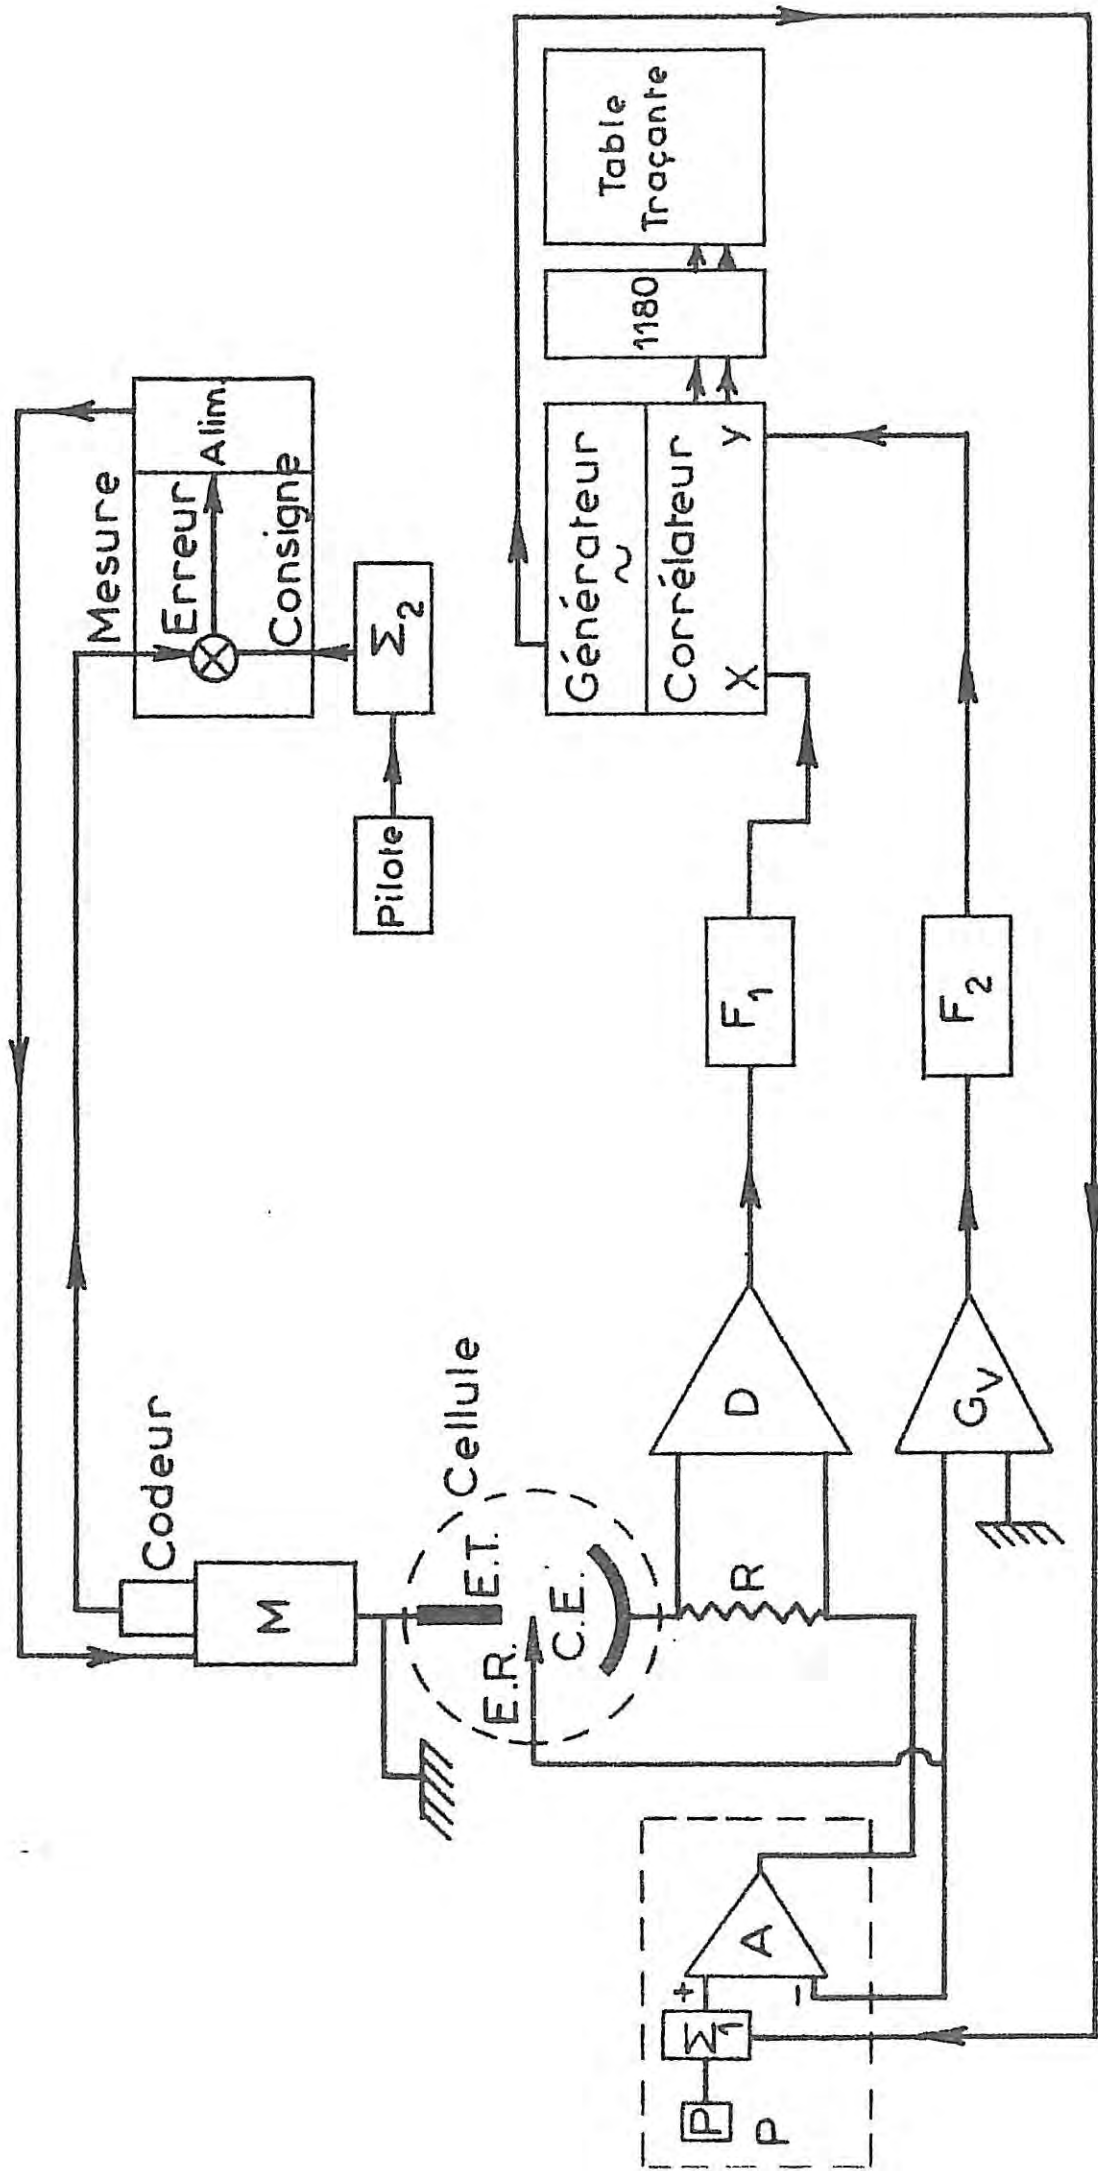 Codeur
M
Mesure
Erreur
Alim.
Consigne
Σ2
Pilote
Cellule
E.T.
E.R.
C.E.
R
D
F1
GV
F2
Générateur
~
Corrélateur
X
y
1180
Table
Traçante
P
P
Σ1
+
-
A